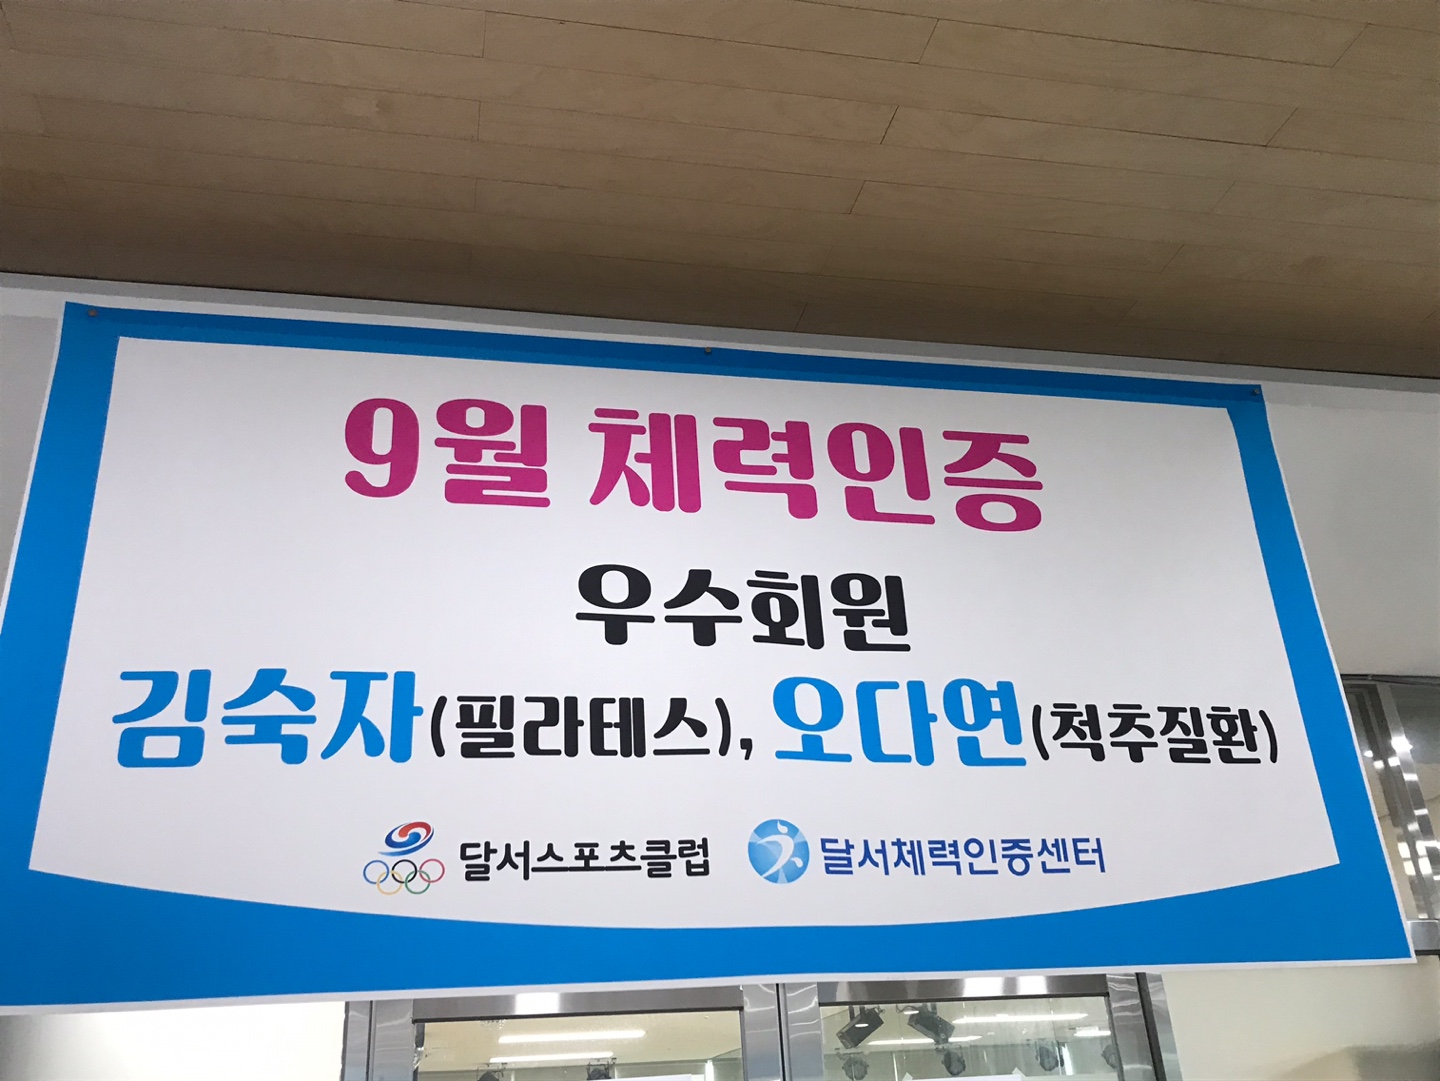 9월 체력인증
우수회원
김숙자(필라테스), 오다연(척추질환)
달서스포츠클럽 달서체력인증센터